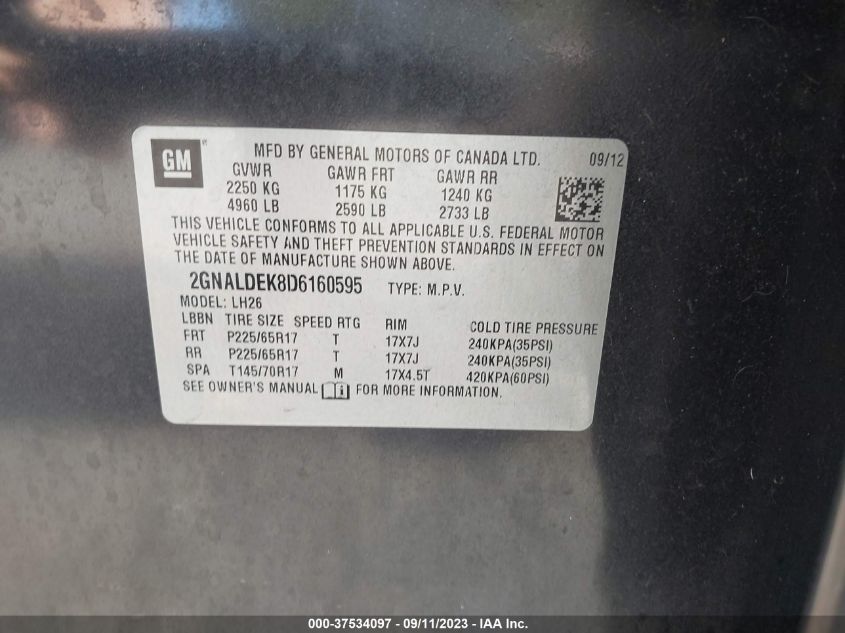 GM
MFD BY GENERAL MOTORS OF CANADA LTD. 09/12
GVWR GAWR FRT GAWR RR
2250 KG 1175 KG 1240 KG
4960 LB 2590 LB 2733 LB
THIS VEHICLE CONFORMS TO ALL APPLICABLE U.S. FEDERAL MOTOR
VEHICLE SAFETY AND THEFT PREVENTION STANDARDS IN EFFECT ON
THE DATE OF MANUFACTURE SHOWN ABOVE.
2GNALDEK8D6160595 TYPE: M.P.V.
MODEL: LH26
LBBN TIRE SIZE SPEED RTG RIM COLD TIRE PRESSURE
FRT P225/65R17 T 17X7J 240KPA(35PSI)
RR P225/65R17 T 17X7J 240KPA(35PSI)
SPA T145/70R17 M 17X4.5T 420KPA(60PSI)
SEE OWNER'S MANUAL i FOR MORE INFORMATION.
000-37534097 - 09/11/2023 - IAA Inc.